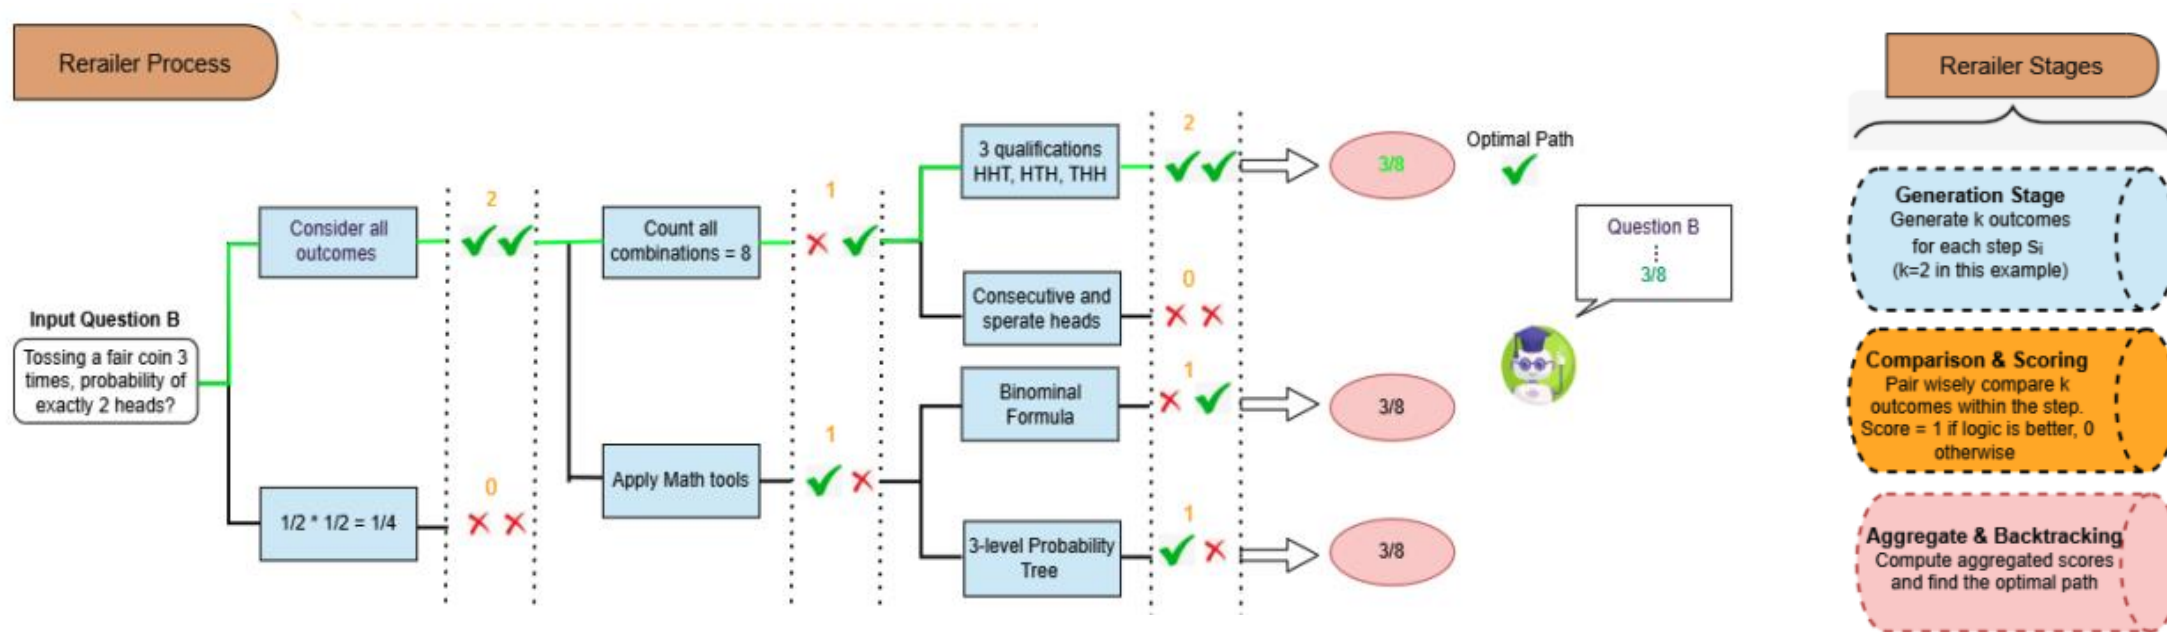 Rerailer Process
Input Question B
Tossing a fair coin 3
times, probability of
exactly 2 heads?
Consider all
outcomes
1/2 * 1/2 = 1/4
2
0
Count all
combinations = 8
Apply Math tools
1
1
3 qualifications
HHT, HTH, THH
Consecutive and
sperate heads
Binominal
Formula
3-level Probability
Tree
2
0
1
1
3/8
3/8
3/8
Optimal Path
Question B
3/8
Rerailer Stages
Generation Stage
Generate k outcomes
for each step si
(k=2 in this example)
Comparison & Scoring
Pair wisely compare k
outcomes within the step.
Score = 1 if logic is better, 0
otherwise
Aggregate & Backtracking
Compute aggregated scores
and find the optimal path